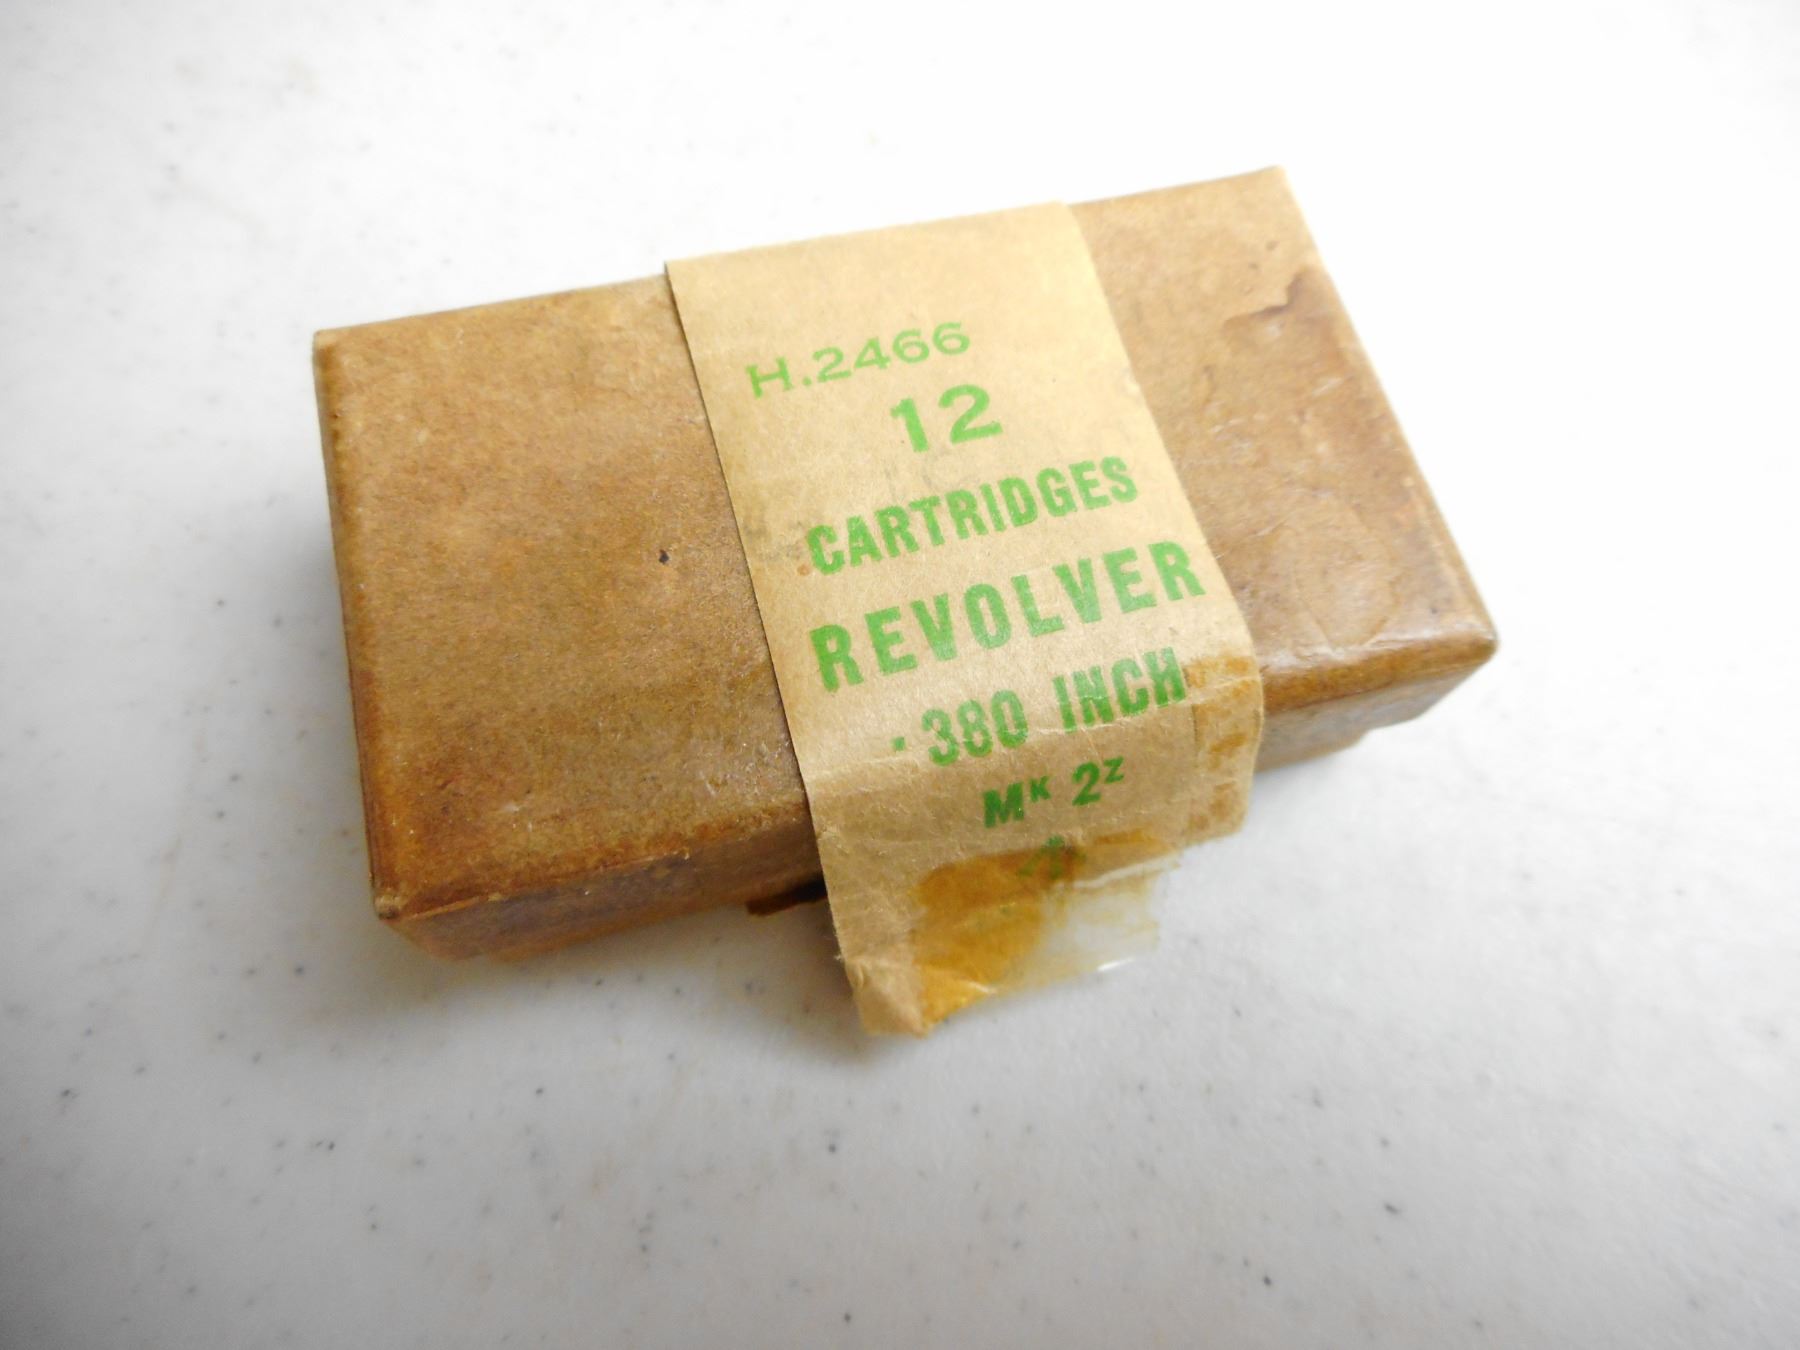 H.2466
12
CARTRIDGES
REVOLVER
.380 INCH
MK 2Z